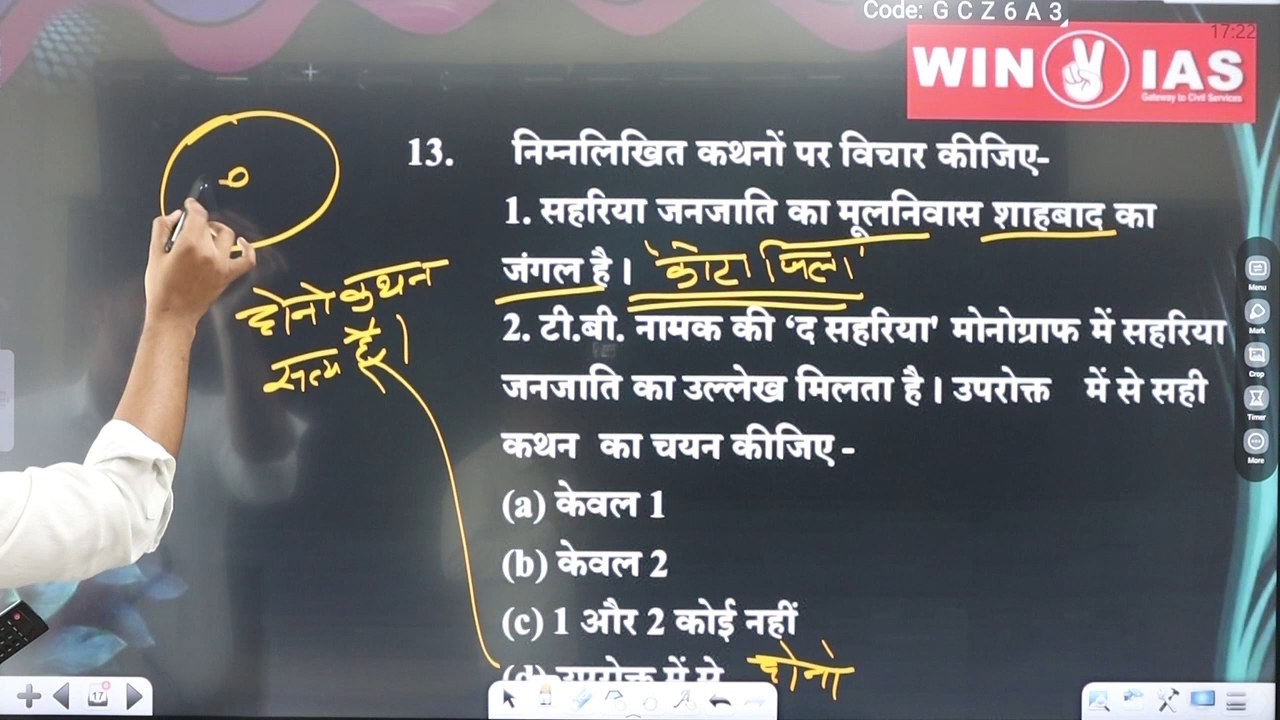 Code: G C Z 6 A 3
17:22
WIN IAS
Gateway to Civil Services
13. निम्नलिखित कथनों पर विचार कीजिए-
1. सहरिया जनजाति का मूलनिवास शाहबाद का
जंगल है। 'कोटा जिला'
दोनो कथन
सत्य है।
2. टी.बी. नायक की ‘द सहरिया' मोनोग्राफ में सहरिया
जनजाति का उल्लेख मिलता है। उपरोक्त में से सही
कथन का चयन कीजिए -
(a) केवल 1
(b) केवल 2
(c) 1 और 2 कोई नहीं
(d) उपरोक्त में से दोनो
Menu
Mark
Crop
Timer
More
17